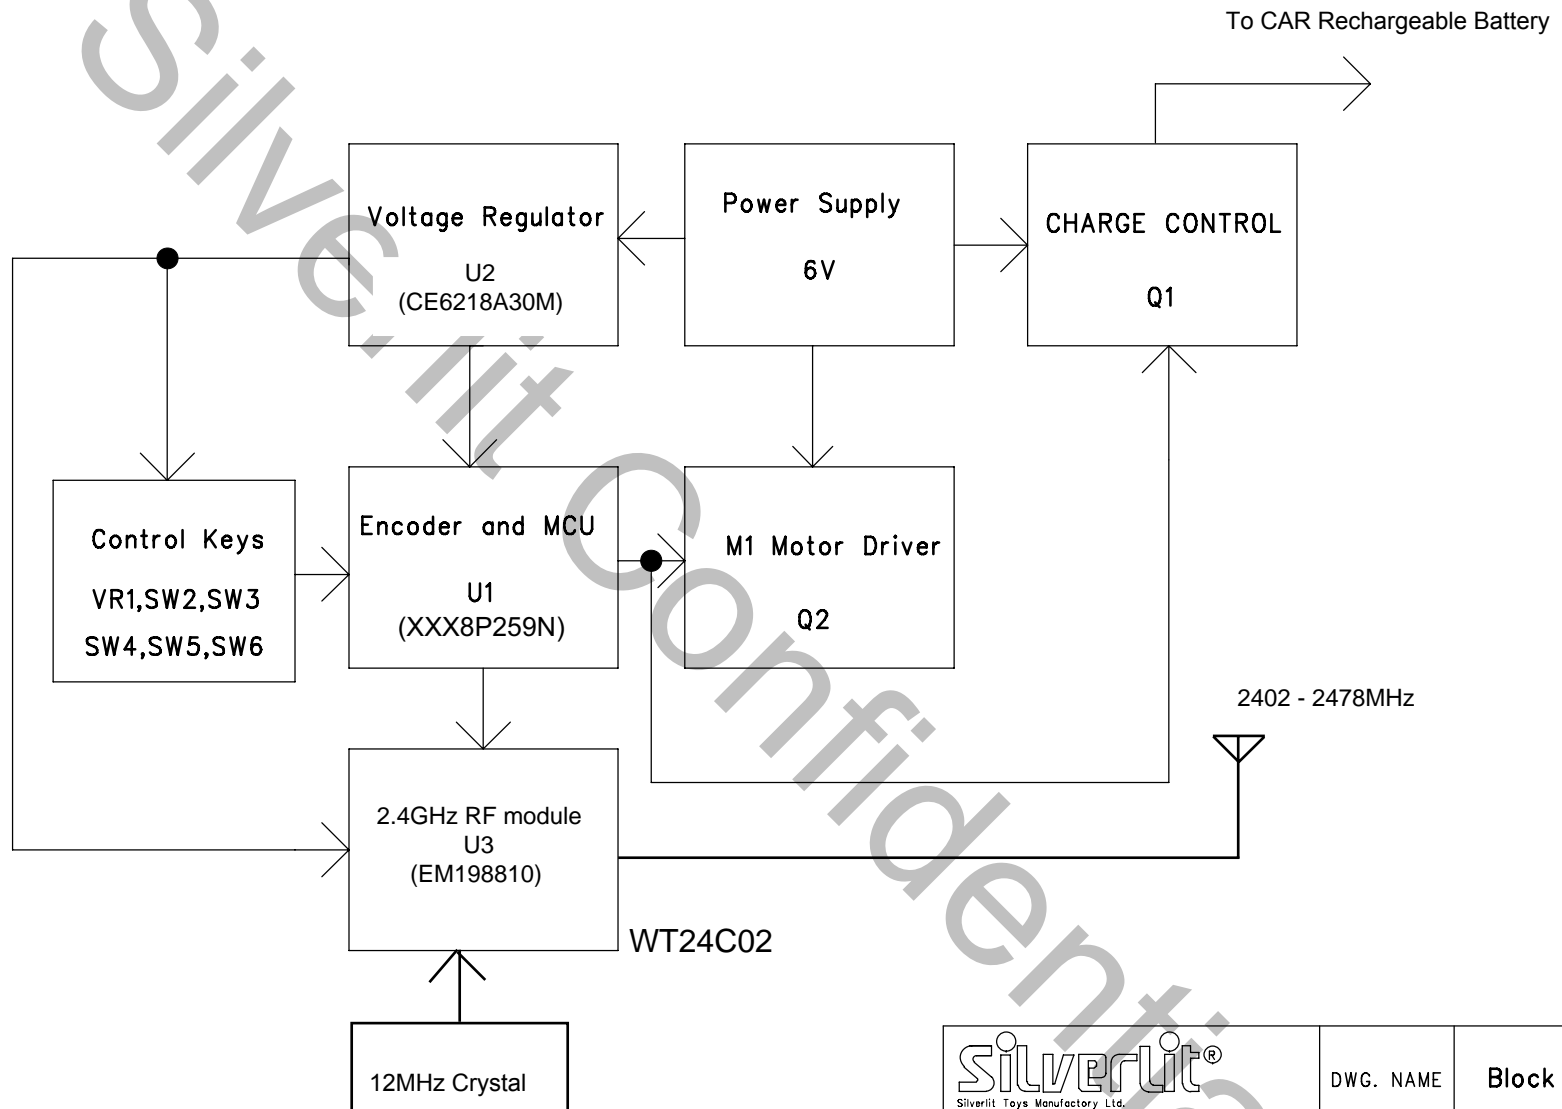 To CAR Rechargeable Battery
Voltage Regulator
U2
(CE6218A30M)
Power Supply
6V
CHARGE CONTROL
Q1
Control Keys
VR1,SW2,SW3
SW4,SW5,SW6
Encoder and MCU
U1
(XXX8P259N)
M1 Motor Driver
Q2
2402 - 2478MHz
2.4GHz RF module
U3
(EM198810)
WT24C02
12MHz Crystal
Silverlit®
Silverlit Toys Manufactory Ltd.
DWG. NAME
Block
Silverlit Confidential